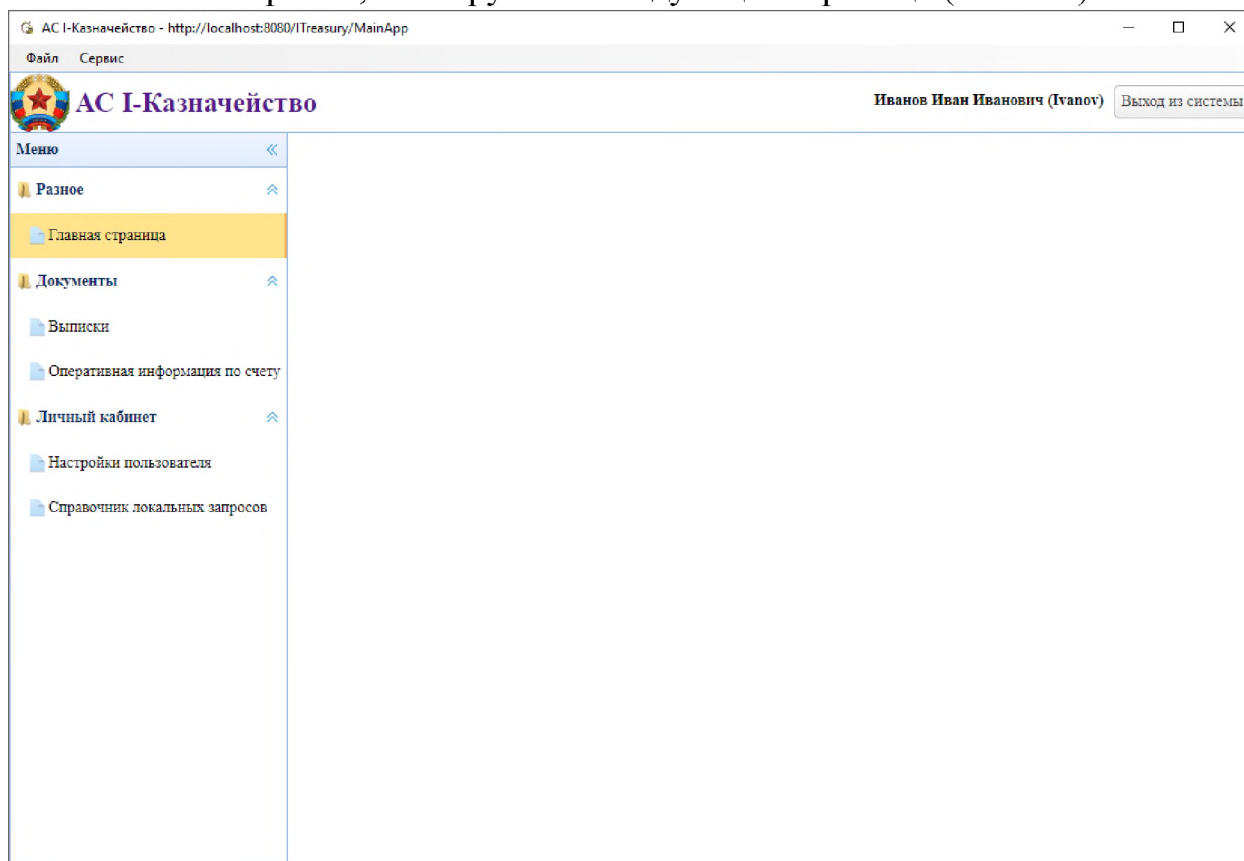 АС I-Казначейство - http://localhost:8080/ITreasury/MainApp
Файл Сервис
АС I-Казначейство
Иванов Иван Иванович (Ivanov) Выход из системы
Меню
Разное
Главная страница
Документы
Выписки
Оперативная информация по счету
Личный кабинет
Настройки пользователя
Справочник локальных запросов